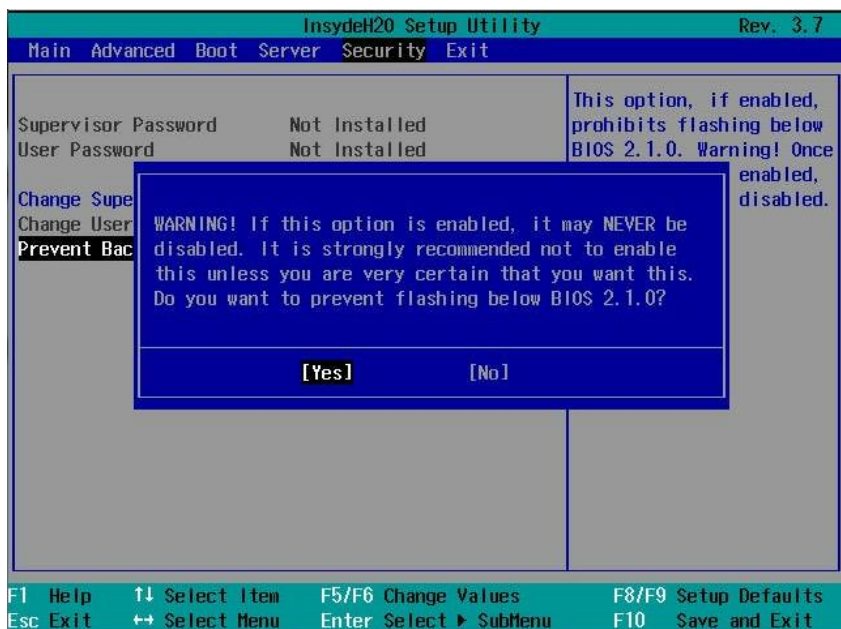 InsydeH2O Setup Utility Rev. 3.7
Main Advanced Boot Server Security Exit
This option, if enabled,
prohibits flashing below
BIOS 2.1.0. Warning! Once
enabled,
disabled.
Supervisor Password Not Installed
User Password Not Installed
Change Supe
Change User
Prevent Bac
WARNING! If this option is enabled, it may NEVER be
disabled. It is strongly recommended not to enable
this unless you are very certain that you want this.
Do you want to prevent flashing below BIOS 2.1.0?
[Yes] [No]
F1 Help ↑↓ Select Item F5/F6 Change Values F8/F9 Setup Defaults
Esc Exit ↔ Select Menu Enter Select ▶ SubMenu F10 Save and Exit